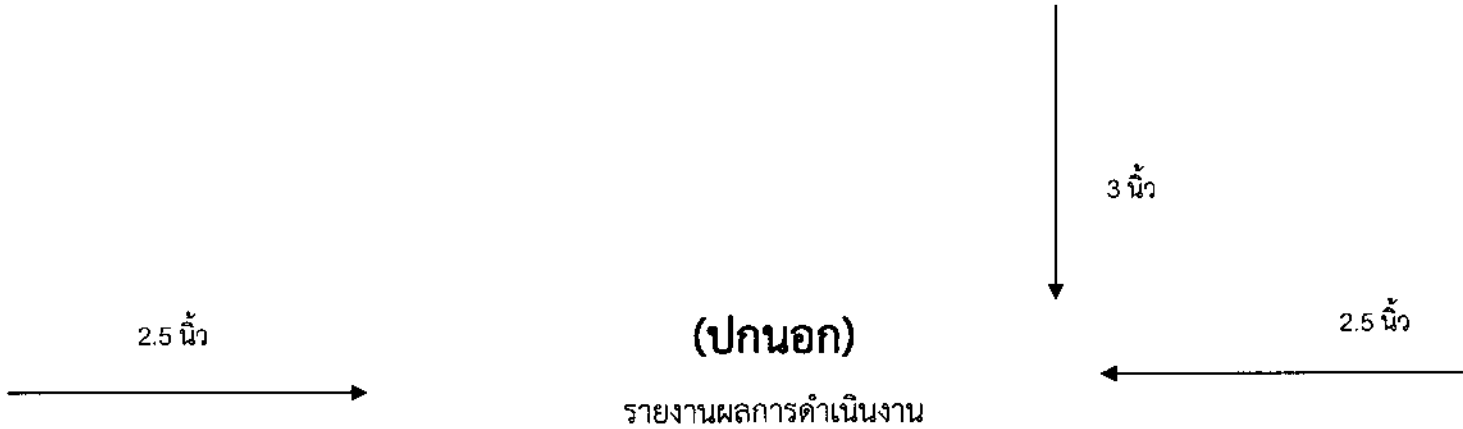 3 นิ้ว
2.5 นิ้ว
(ปกนอก)
2.5 นิ้ว
รายงานผลการดำเนินงาน